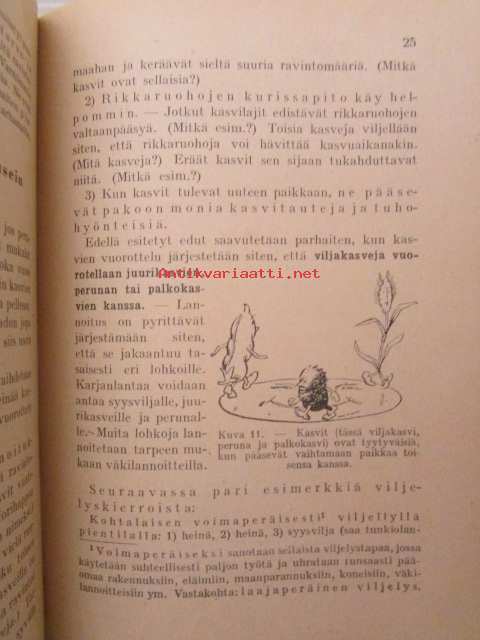 25
maahan ja keräävät sieltä suuria ravintomääriä. (Mitkä
kasvit ovat sellaisia?)
2) Rikkaruohojen kurissapito käy hel-
pommin. — Jotkut kasvilajit edistävät rikkaruohojen
valtaanpääsyä. (Mitkä esim.?) Toisia kasveja viljellään
siten, että rikkaruohoja voi hävittää kasvuaikanakin.
(Mitä kasveja?) Eräät kasvit sen sijaan tukahduttavat
niitä. (Mitkä esim.?)
3) Kun kasvit tulevat uuteen paikkaan, ne pääse-
vät pakoon monia kasvitauteja ja tuho-
hyönteisiä.
Edellä esitetyt edut saavutetaan parhaiten, kun kas-
vien vuorottelu järjestetään siten, että viljakasveja vuo-
rotellaan juurikasvien,
Antikvariaatti.net
perunan tai palkokas-
vien kanssa. — Lan-
noitus on pyrittävät
järjestämään siten,
että se jakaantuu ta-
saisesti eri lohkoille.
Karjanlantaa voidaan
antaa syysviljalle, juu-
rikasveille ja perunal-
le. Muita lohkoja lan-
noitetaan tarpeen mu-
kaan väkilannoitteilla.
Kuva 11. — Kasvit (tässä viljakasvi,
peruna ja palkokasvi) ovat tyytyväisiä,
kun pääsevät vaihtamaan paikkaa toi-
sensa kanssa.
Seuraavassa pari esimerkkiä vilje-
lyskierroista:
Kohtalaisen voimaperäisesti¹ viljellyllä
pientilalla: 1) heinä, 2) heinä, 3) syysvilja (saa tunkiolan-
¹ Voimaperäiseksi sanotaan sellaista viljelystapaa, jossa
käytetään suhteellisesti paljon työtä ja uhrataan runsaasti pää-
omaa rakennuksiin, eläimiin, maanparannuksiin, koneisiin, väki-
lannoitteisiin ym. Vastakohta: laajaperäinen viljelys.